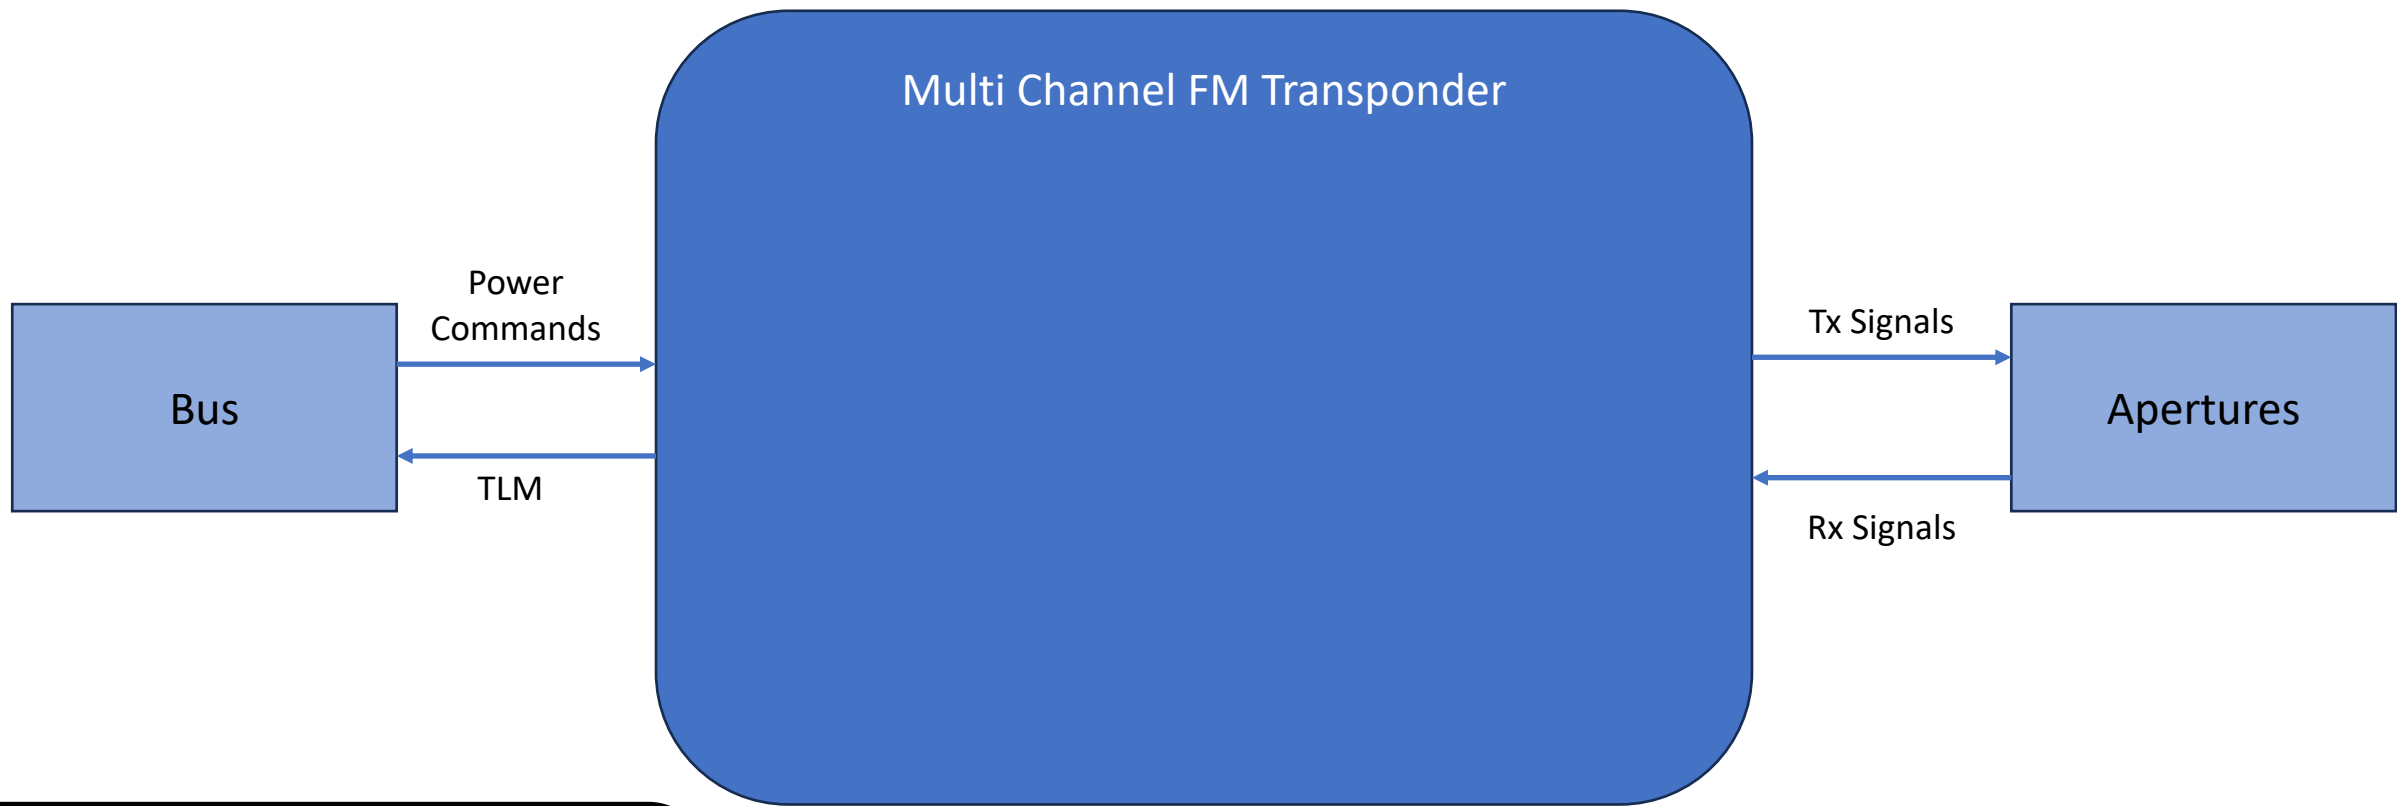 Multi Channel FM Transponder
Power
Commands
Bus
TLM
Tx Signals
Apertures
Rx Signals